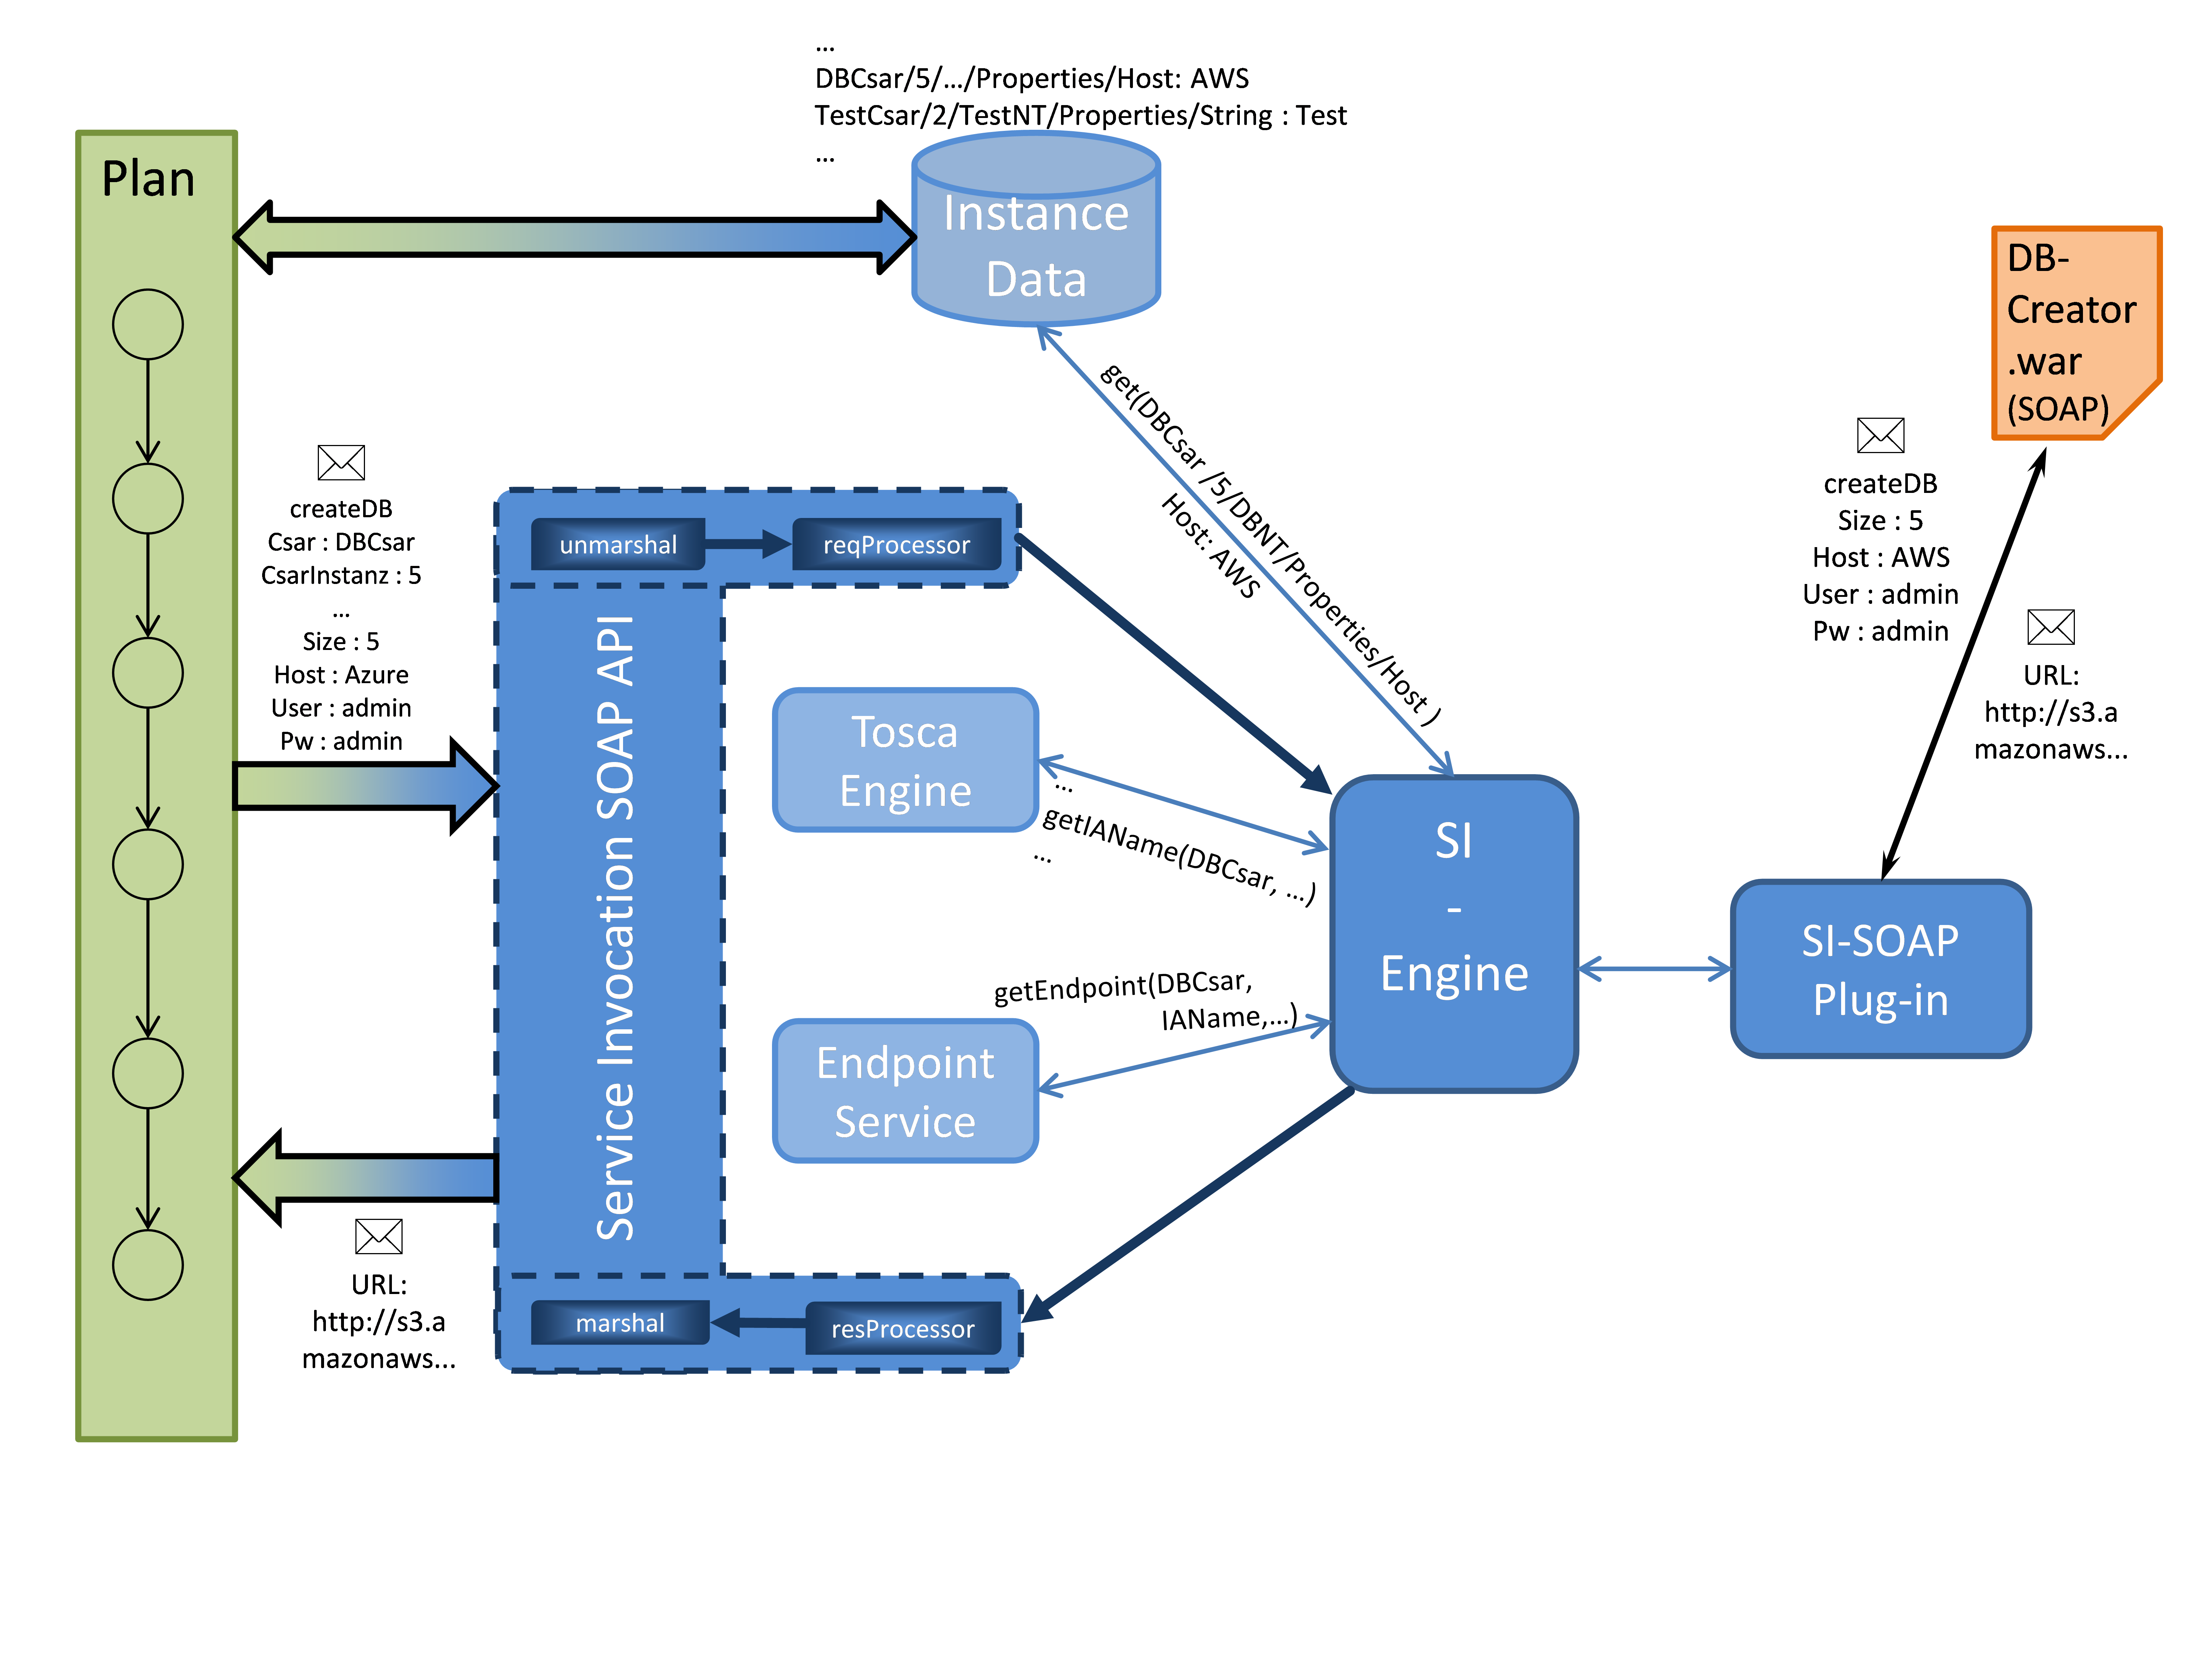 ...
DBCsar/5/.../Properties/Host: AWS
TestCsar/2/TestNT/Properties/String : Test
...
Plan
Instance
Data
DB-
Creator
.war
(SOAP)
get(DBCsar /5/DBNT/Properties/Host )
Host: AWS
createDB
Csar : DBCsar
CsarInstanz : 5
...
Size : 5
Host : Azure
User : admin
Pw : admin
unmarshal
reqProcessor
createDB
Size : 5
Host : AWS
User : admin
Pw : admin
URL:
http://s3.a
mazonaws...
Service Invocation SOAP API
Tosca
Engine
...
getIAName(DBCsar, ...)
...
SI
-
Engine
SI-SOAP
Plug-in
getEndpoint(DBCsar,
IAName,...)
Endpoint
Service
URL:
http://s3.a
mazonaws...
marshal
resProcessor